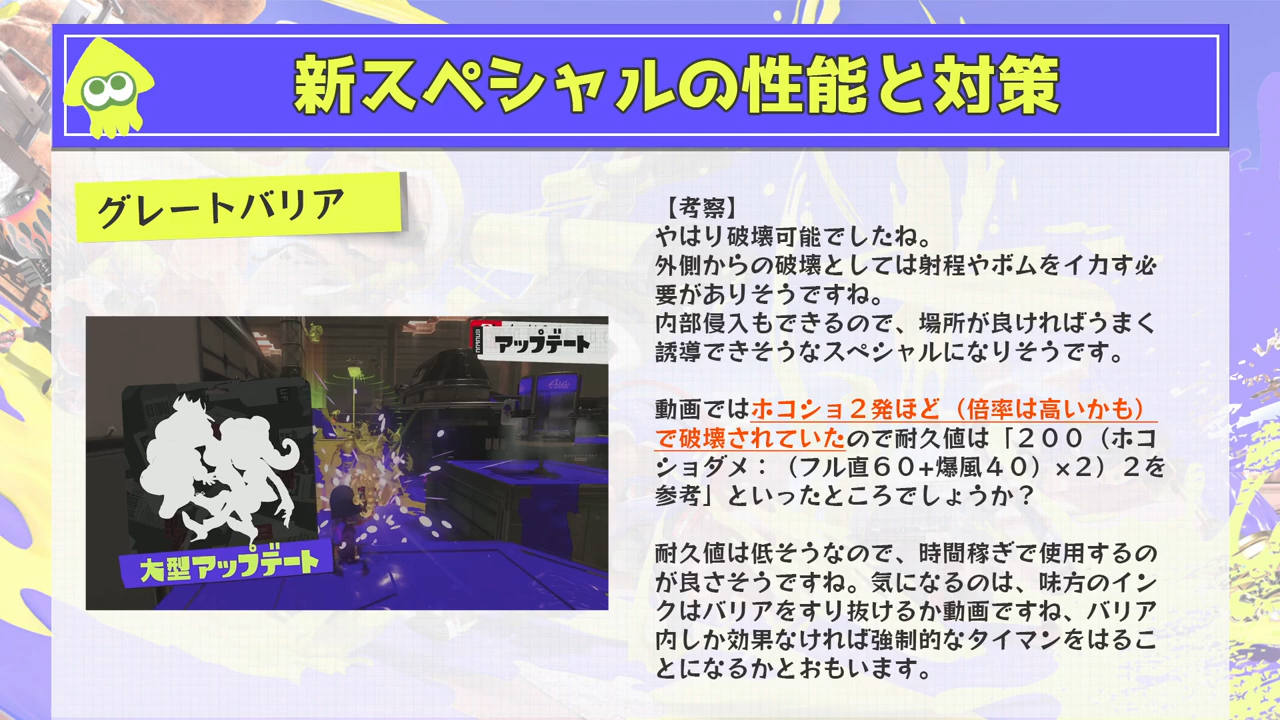 新スペシャルの性能と対策
グレートバリア
アップデート
大型アップデート
【考察】
やはり破壊可能でしたね。
外側からの破壊としては射程やボムをイカす必
要がありそうですね。
内部侵入もできるので、場所が良ければうまく
誘導できそうなスペシャルになりそうです。
動画ではホコショ２発ほど（倍率は高いかも）
で破壊されていたので耐久値は「２００（ホコ
ショダメ：（フル直６０+爆風４０）×２）２を
参考」といったところでしょうか？
耐久値は低そうなので、時間稼ぎで使用するの
が良さそうですね。気になるのは、味方のイン
クはバリアをすり抜けるか動画ですね、バリア
内しか効果なければ強制的なタイマンをはるこ
とになるかとおもいます。